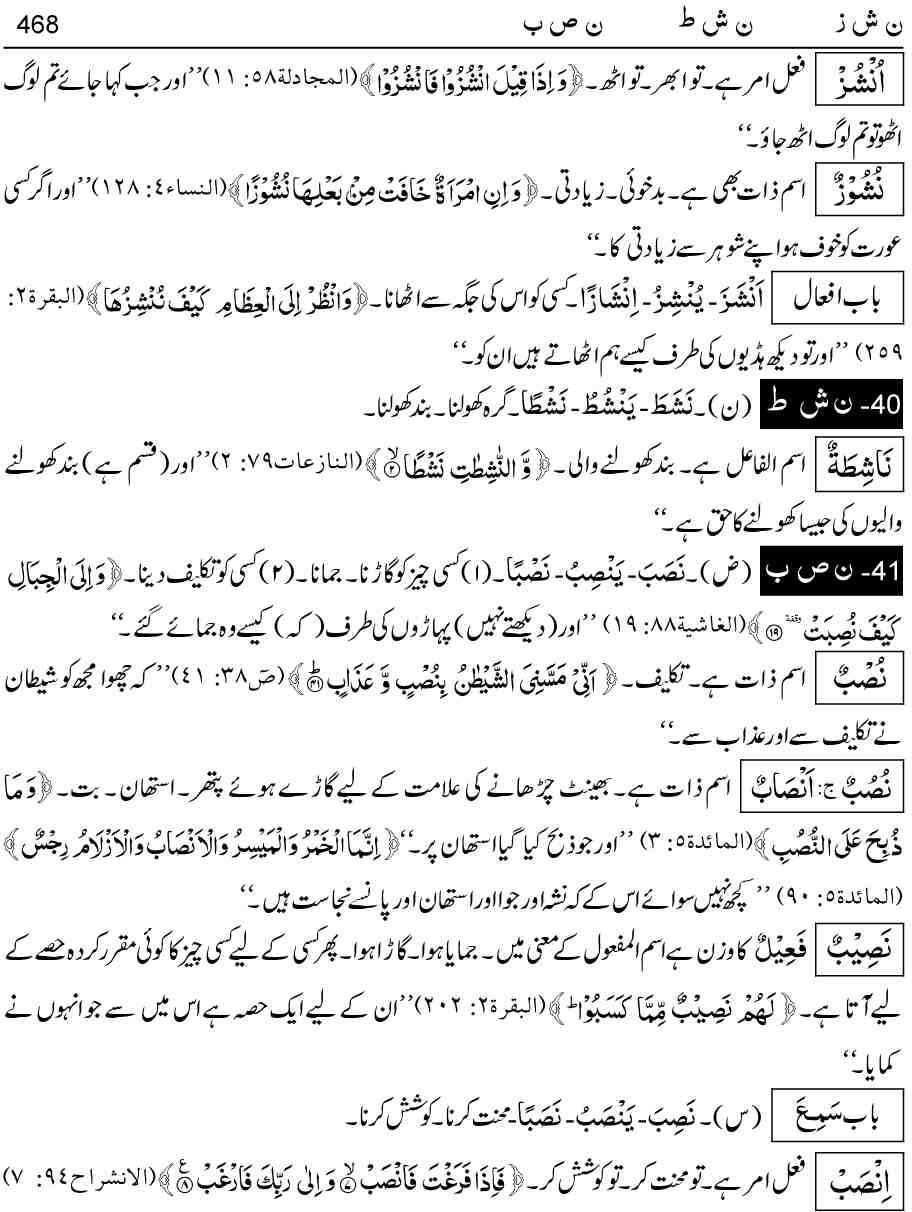 ن ش ز ن ش ط ن ص ب 468
اُنْشُزْ فعل امر ہے۔ تو ابھر۔ تو اٹھ۔ ﴿وَاِذَا قِيْلَ انْشُزُوْا فَانْشُزُوْا﴾ (المجادلة٥٨: ١١) ’’اور جب کہا جائے تم لوگ
اٹھو تو تم لوگ اٹھ جاؤ۔‘‘
نُشُوْزٌ اسم ذات بھی ہے۔ بدخوئی۔ زیادتی۔ ﴿وَاِنِ امْرَاَةٌ خَافَتْ مِنْۢ بَعْلِهَا نُشُوْزًا﴾ (النساء٤: ١٢٨) ’’اور اگر کسی
عورت کو خوف ہو اپنے شوہر سے زیادتی کا۔‘‘
باب افعال اَنْشَزَ - يُنْشِزُ - اِنْشَازًا۔ کسی کو اس کی جگہ سے اٹھانا۔ ﴿وَانْظُرْ اِلَى الْعِظَامِ كَيْفَ نُنْشِزُهَا﴾ (البقرة٢:
٢٥٩) ’’اور تو دیکھ ہڈیوں کی طرف کیسے ہم اٹھاتے ہیں ان کو۔‘‘
40- ن ش ط (ن)۔ نَشَطَ - يَنْشُطُ - نَشْطًا۔ گرہ کھولنا۔ بند کھولنا۔
نَاشِطَةٌ اسم الفاعل ہے۔ بند کھولنے والی۔ ﴿وَّ النّٰشِطٰتِ نَشْطًا ۙ۝٢﴾ (النازعات٧٩: ٢) ’’اور (قسم ہے) بند کھولنے
والیوں کی جیسا کھولنے کا حق ہے۔‘‘
41- ن ص ب (ض)۔ نَصَبَ - يَنْصِبُ - نَصْبًا۔ (١) کسی چیز کو گاڑنا۔ جمانا۔ (٢) کسی کو تکلیف دینا۔ ﴿وَاِلَى الْجِبَالِ
كَيْفَ نُصِبَتْ ۝١٩﴾ (الغاشية٨٨: ١٩) ’’اور (دیکھتے نہیں) پہاڑوں کی طرف (کہ) کیسے وہ جمائے گئے۔‘‘
نُصْبٌ اسم ذات ہے۔ تکلیف۔ ﴿اَنِّيْ مَسَّنِيَ الشَّيْطٰنُ بِنُصْبٍ وَّ عَذَابٍ ؕ۝٤١﴾ (صٓ٣٨: ٤١) ’’کہ چھوا مجھ کو شیطان
نے تکلیف سے اور عذاب سے۔‘‘
نُصُبٌ ج: اَنْصَابٌ اسم ذات ہے۔ بھینٹ چڑھانے کی علامت کے لیے گاڑے ہوئے پتھر۔ استھان۔ بت۔ ﴿وَمَا
ذُبِحَ عَلَى النُّصُبِ﴾ (المائدة٥: ٣) ’’اور جو ذبح کیا گیا استھان پر۔‘‘ ﴿اِنَّمَا الْخَمْرُ وَالْمَيْسِرُ وَالْاَنْصَابُ وَالْاَزْلَامُ رِجْسٌ﴾
(المائدة٥: ٩٠) ’’کچھ نہیں سوائے اس کے کہ نشہ اور جوا اور استھان اور پانسے نجاست ہیں۔‘‘
نَصِيْبٌ فَعِيْلٌ کا وزن ہے اسم المفعول کے معنی میں۔ جمایا ہوا۔ گاڑا ہوا۔ پھر کسی کے لیے کسی چیز کا کوئی مقرر کردہ حصے کے
لیے آتا ہے۔ ﴿لَهُمْ نَصِيْبٌ مِّمَّا كَسَبُوْا ؕ﴾ (البقرة٢: ٢٠٢) ’’ان کے لیے ایک حصہ ہے اس میں سے جو انہوں نے
کمایا۔‘‘
باب سَمِعَ (س)۔ نَصِبَ - يَنْصَبُ - نَصَبًا - محنت کرنا۔ کوشش کرنا۔
اِنْصَبْ فعل امر ہے۔ تو محنت کر۔ تو کوشش کر۔ ﴿فَاِذَا فَرَغْتَ فَانْصَبْ ۙ۝٧ وَ اِلٰى رَبِّكَ فَارْغَبْ ۝٨﴾ (الانشراح٩٤: ٧)